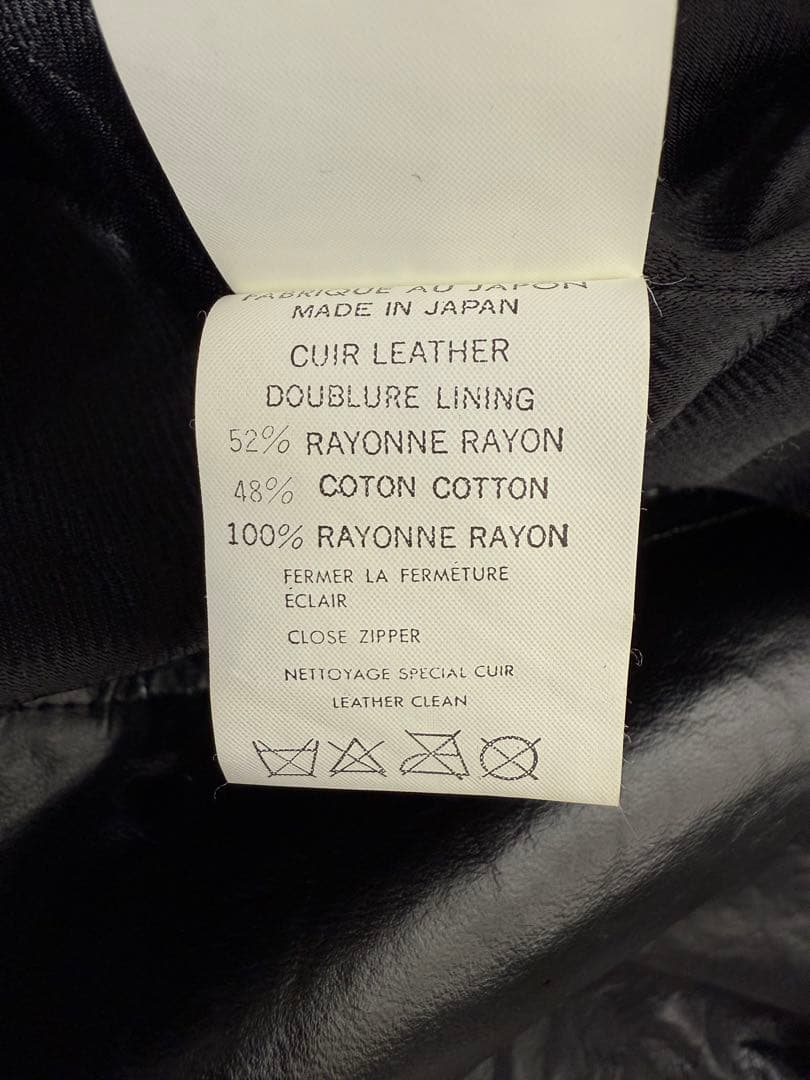 FABRIQUE AU JAPON
MADE IN JAPAN
CUIR LEATHER
DOUBLURE LINING
52% RAYONNE RAYON
48% COTON COTTON
100% RAYONNE RAYON
FERMER LA FERMÉTURE
ÉCLAIR
CLOSE ZIPPER
NETTOYAGE SPECIAL CUIR
LEATHER CLEAN